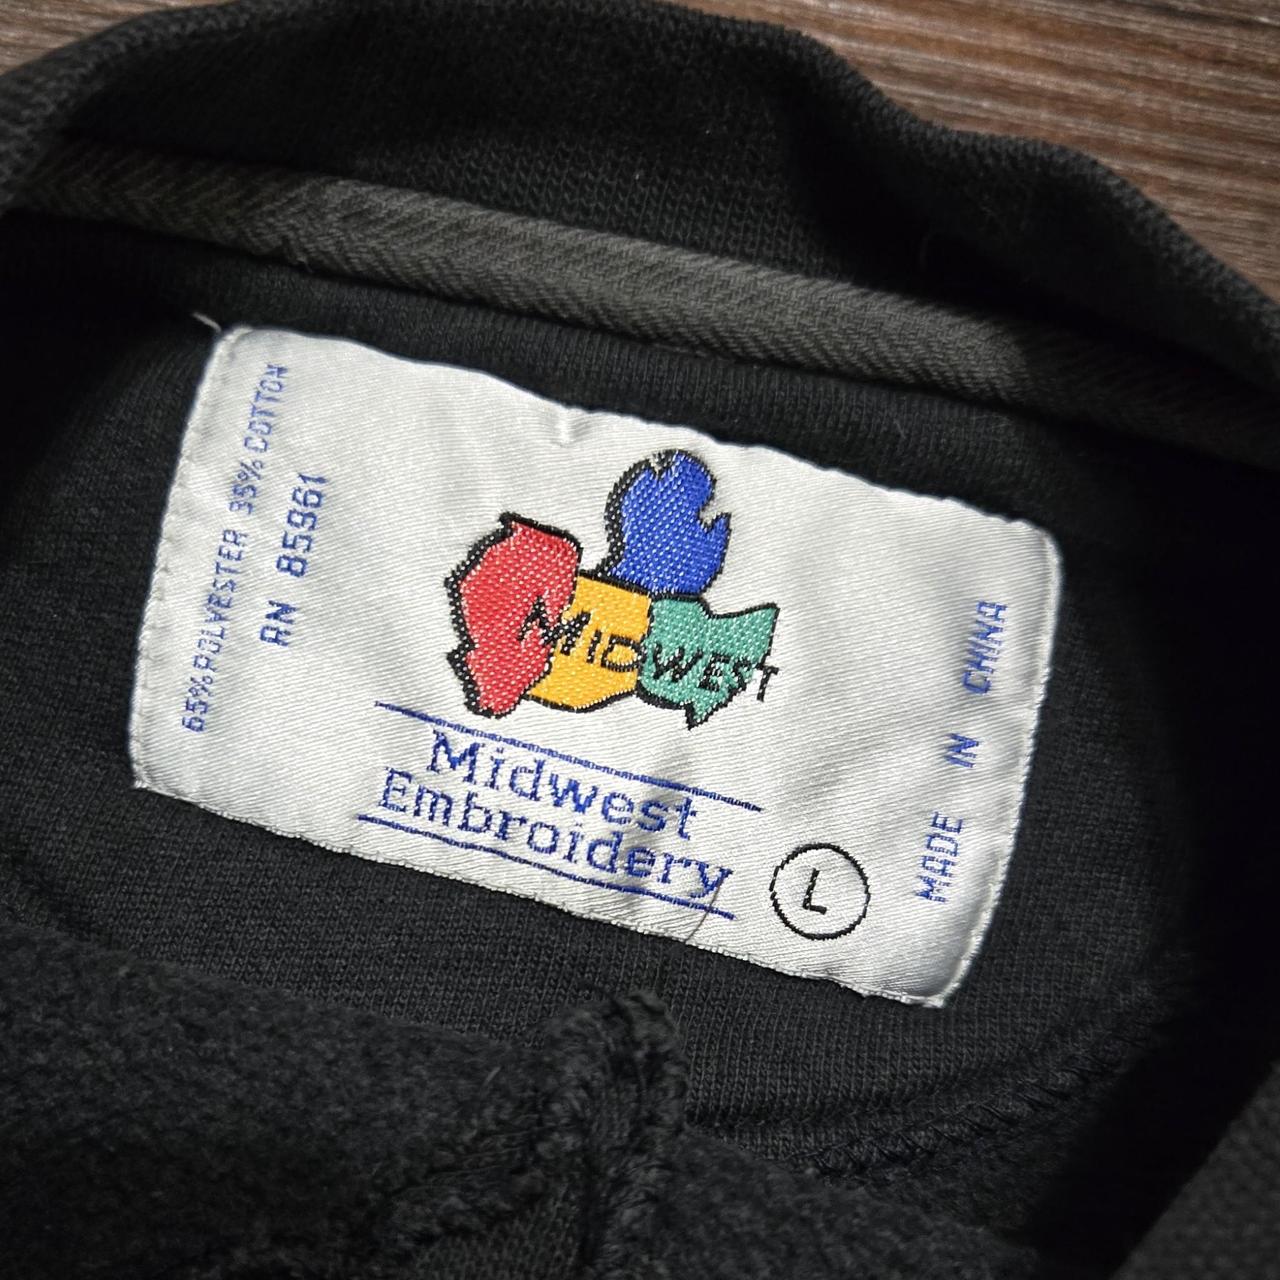 65% POLYESTER 35% COTTON
RN 85961
MIDWEST
Midwest
Embroidery
L
MADE IN CHINA